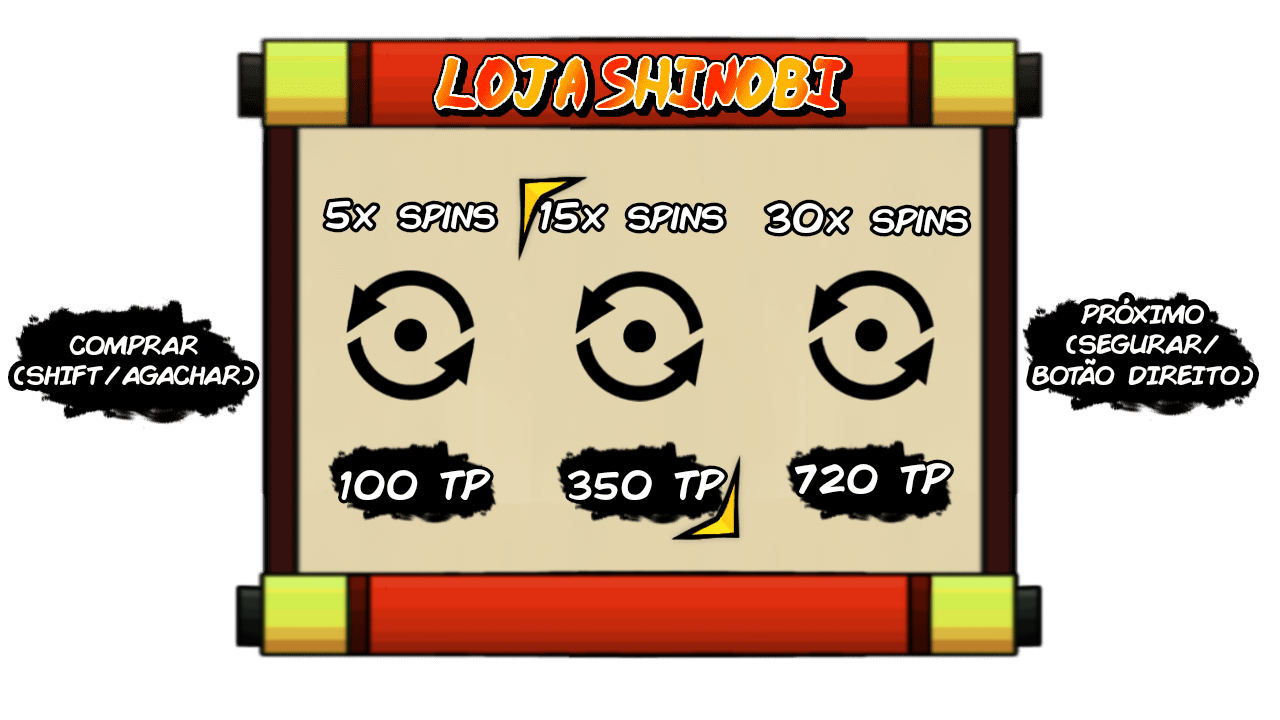 LOJA SHINOBI
5X SPINS
15X SPINS
30X SPINS
COMPRAR
(SHIFT/AGACHAR)
PRÓXIMO
(SEGURAR/
BOTÃO DIREITO)
100 TP
350 TP
720 TP